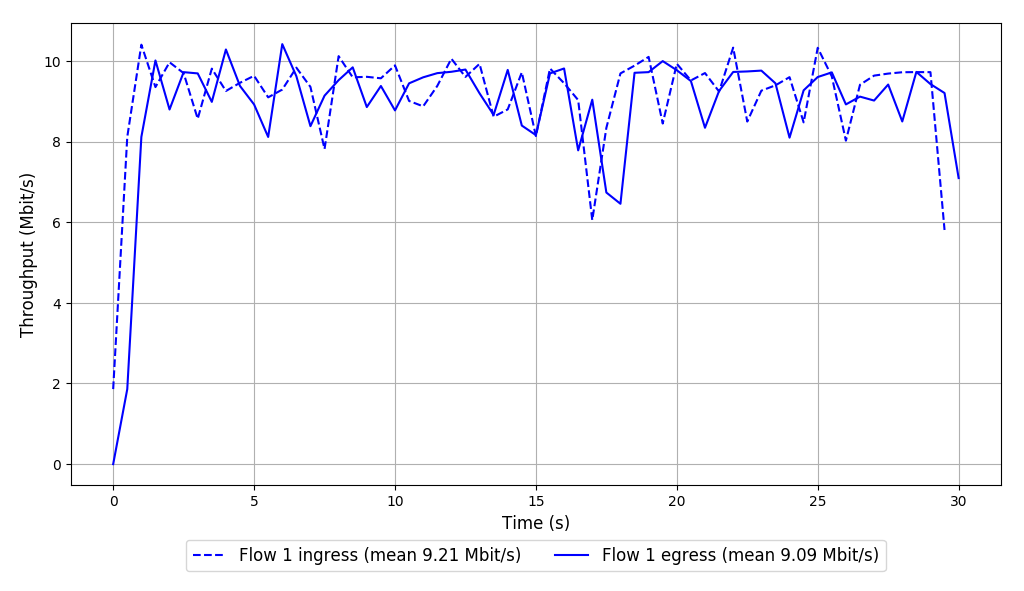 10
8
6
4
2
0
Throughput (Mbit/s)
0 5 10 15 20 25 30
Time (s)
Flow 1 ingress (mean 9.21 Mbit/s) Flow 1 egress (mean 9.09 Mbit/s)